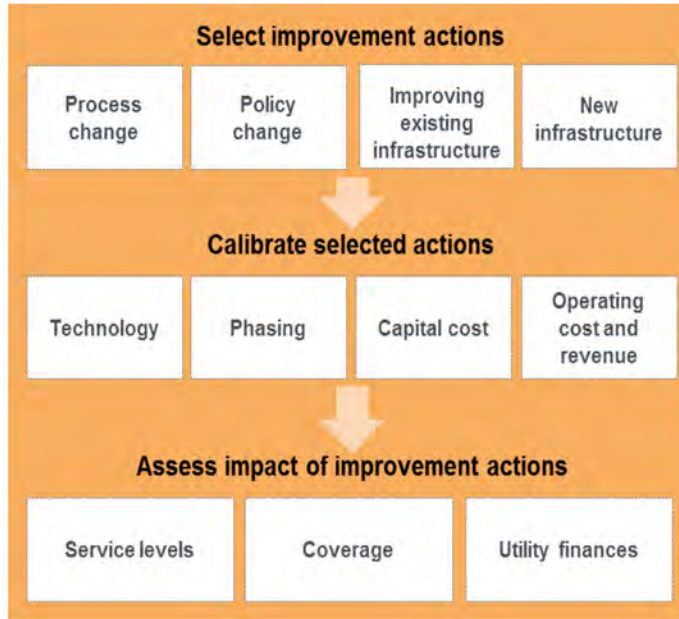 Select improvement actions
Process
change
Policy
change
Improving
existing
infrastructure
New
infrastructure
Calibrate selected actions
Technology
Phasing
Capital cost
Operating
cost and
revenue
Assess impact of improvement actions
Service levels
Coverage
Utility finances